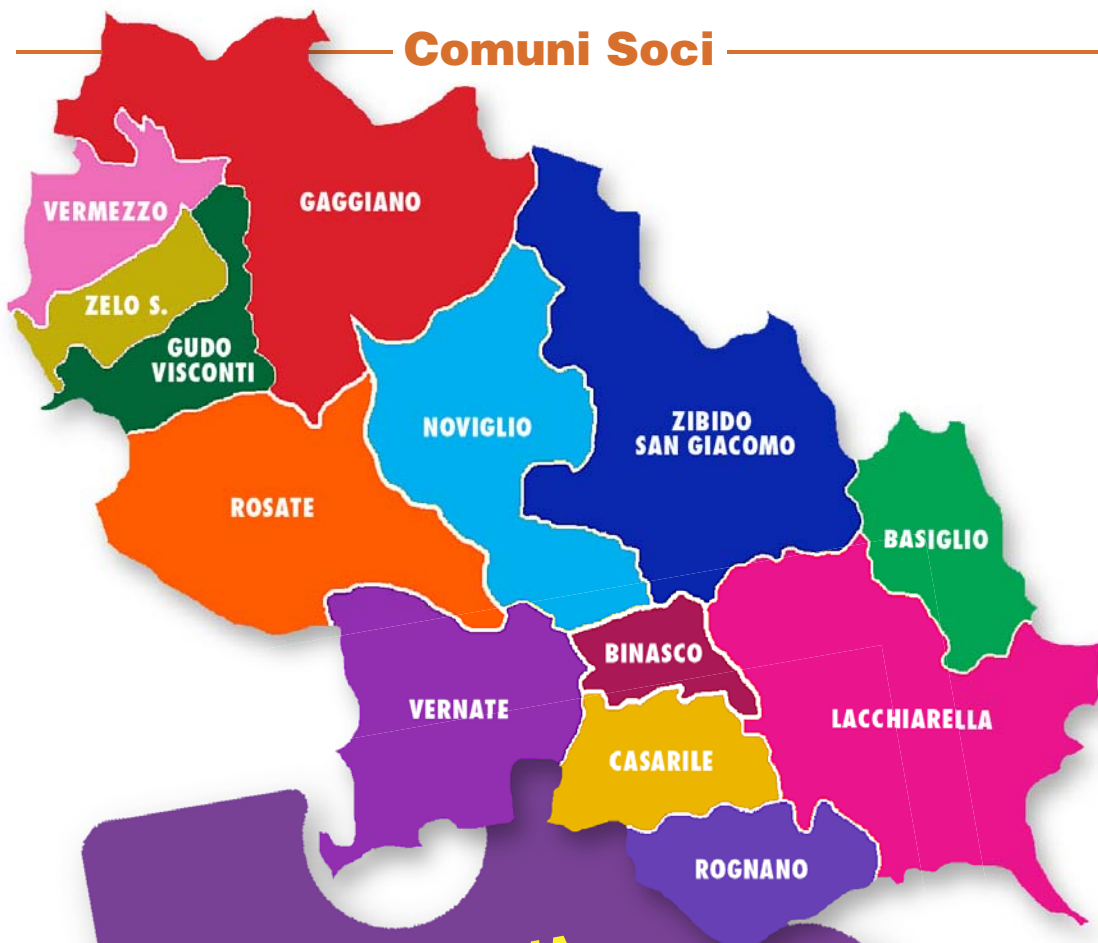 Comuni Soci
GAGGIANO
VERMEZZO
ZELO S.
GUDO
VISCONTI
NOVIGLIO
ZIBIDO
SAN GIACOMO
ROSATE
BASIGLIO
BINASCO
VERNATE
LACCHIARELLA
CASARILE
ROGNANO